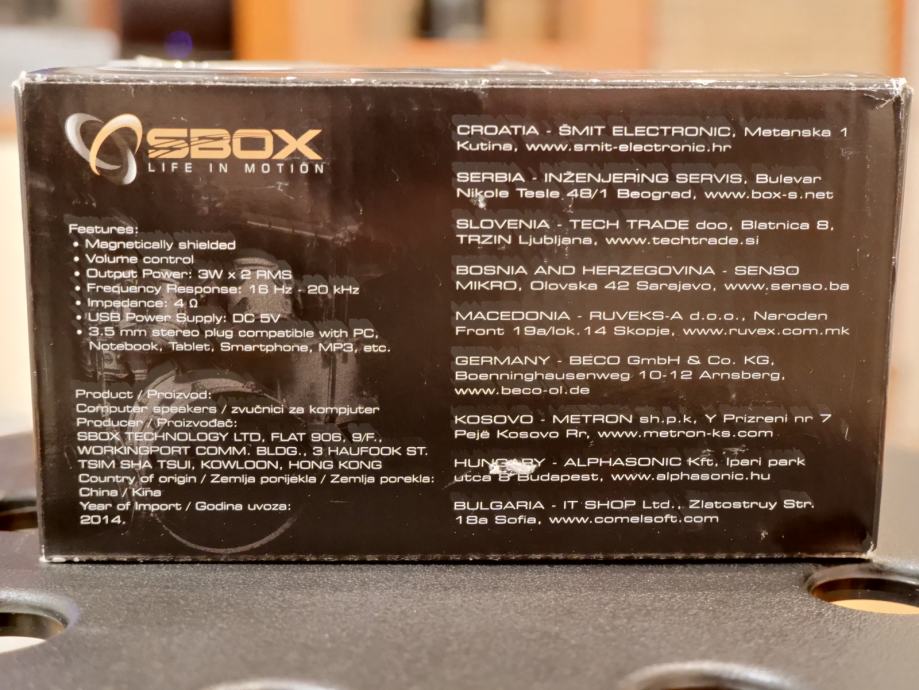 SBOX
LIFE IN MOTION
Features:
• Magnetically shielded
• Volume control
• Output Power: 3W x 2 RMS
• Frequency Response: 16 Hz - 20 kHz
• Impedance: 4 Ω
• USB Power Supply: DC 5V
• 3.5 mm stereo plug compatible with PC,
Notebook, Tablet, Smartphone, MP3, etc.
Product / Proizvod:
Computer speakers / zvučnici za kompjuter
Producer / Proizvođač:
SBOX TECHNOLOGY LTD, FLAT 906, 9/F.,
WORKINGPORT COMM. BLDG., 3 HAUFOOK ST.
TSIM SHA TSUI, KOWLOON, HONG KONG
Country of origin / Zemlja porijekla / Zemlja porekla:
China / Kina
Year of Import / Godina uvoza:
2014.
CROATIA - ŠMIT ELECTRONIC, Metanska 1
Kutina, www.smit-electronic.hr
SERBIA - INŽENJERING SERVIS, Bulevar
Nikole Tesle 48/1 Beograd, www.box-s.net
SLOVENIA - TECH TRADE doo, Blatnica 8,
TRZIN Ljubljana, www.techtrade.si
BOSNIA AND HERZEGOVINA - SENSO
MIKRO, Olovska 42 Sarajevo, www.senso.ba
MACEDONIA - RUVEKS-A d.o.o., Naroden
Front 19a/lok.14 Skopje, www.ruvex.com.mk
GERMANY - BECO GmbH & Co. KG,
Boenninghausenweg 10-12 Arnsberg,
www.beco-ol.de
KOSOVO - METRON sh.p.k, Y Prizreni nr 7
Pejë Kosovo Rr, www.metron-ks.com
HUNGARY - ALPHASONIC Kft, Ipari park
utca 8 Budapest, www.alphasonic.hu
BULGARIA - IT SHOP Ltd., Zlatostruy Str.
18a Sofia, www.comelsoft.com